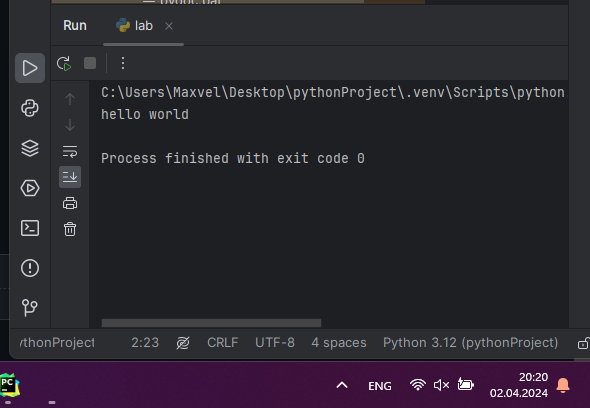 Run lab
C:\Users\Maxvel\Desktop\pythonProject\.venv\Scripts\python
hello world
Process finished with exit code 0
ythonProject 2:23 CRLF UTF-8 4 spaces Python 3.12 (pythonProject)
PC ENG 20:20
02.04.2024